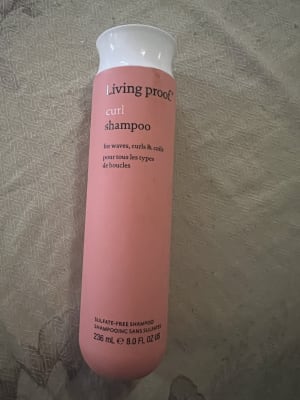 Living proof.
curl
shampoo
for waves, curls & coils
pour tous les types
de boucles
SULFATE-FREE SHAMPOO
SHAMPOOING SANS SULFATES
236 mL ℮ 8.0 FL OZ US